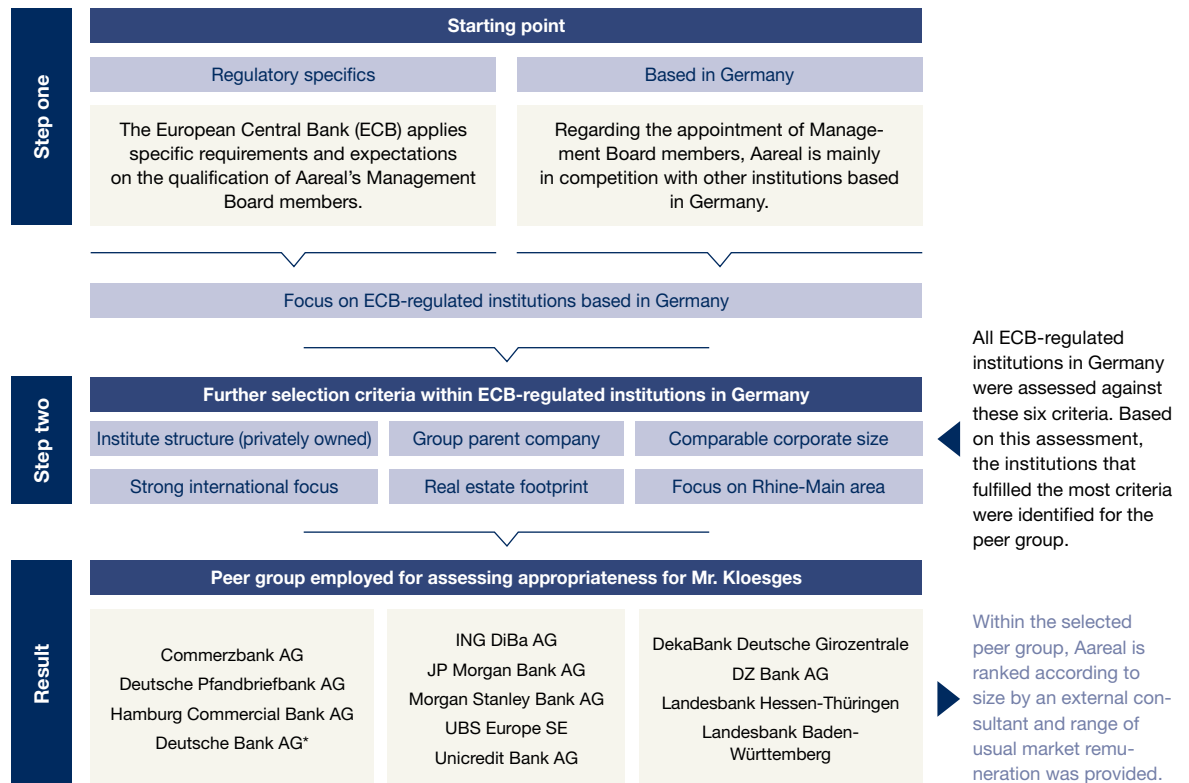 Step one
Starting point
Regulatory specifics
Based in Germany
The European Central Bank (ECB) applies
specific requirements and expectations
on the qualification of Aareal's Management
Board members.
Regarding the appointment of Manage-
ment Board members, Aareal is mainly
in competition with other institutions based
in Germany.
Focus on ECB-regulated institutions based in Germany
Step two
Further selection criteria within ECB-regulated institutions in Germany
Institute structure (privately owned)
Group parent company
Comparable corporate size
Strong international focus
Real estate footprint
Focus on Rhine-Main area
All ECB-regulated
institutions in Germany
were assessed against
these six criteria. Based
on this assessment,
the institutions that
fulfilled the most criteria
were identified for the
peer group.
Result
Peer group employed for assessing appropriateness for Mr. Kloesges
Commerzbank AG
Deutsche Pfandbriefbank AG
Hamburg Commercial Bank AG
Deutsche Bank AG*
ING DiBa AG
JP Morgan Bank AG
Morgan Stanley Bank AG
UBS Europe SE
Unicredit Bank AG
DekaBank Deutsche Girozentrale
DZ Bank AG
Landesbank Hessen-Thüringen
Landesbank Baden-
Württemberg
Within the selected
peer group, Aareal is
ranked according to
size by an external con-
sultant and range of
usual market remu-
neration was provided.